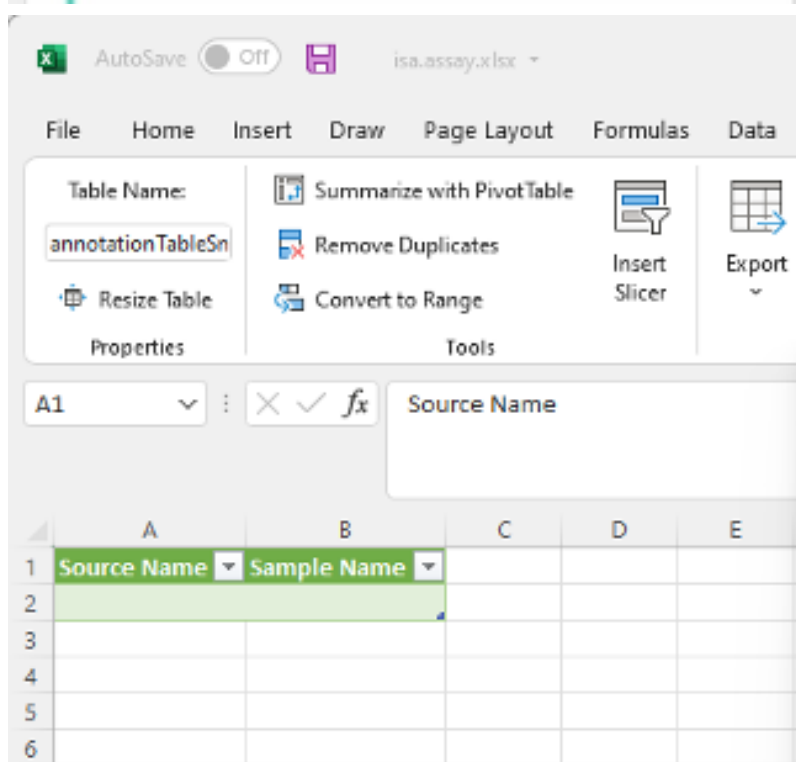 AutoSave Off isa.assay.xlsx
File Home Insert Draw Page Layout Formulas Data
Table Name: Summarize with PivotTable
annotationTableSn Remove Duplicates
Insert Slicer Export
Resize Table Convert to Range
Properties Tools
A1 fx Source Name
A B C D E
1 Source Name Sample Name
2
3
4
5
6